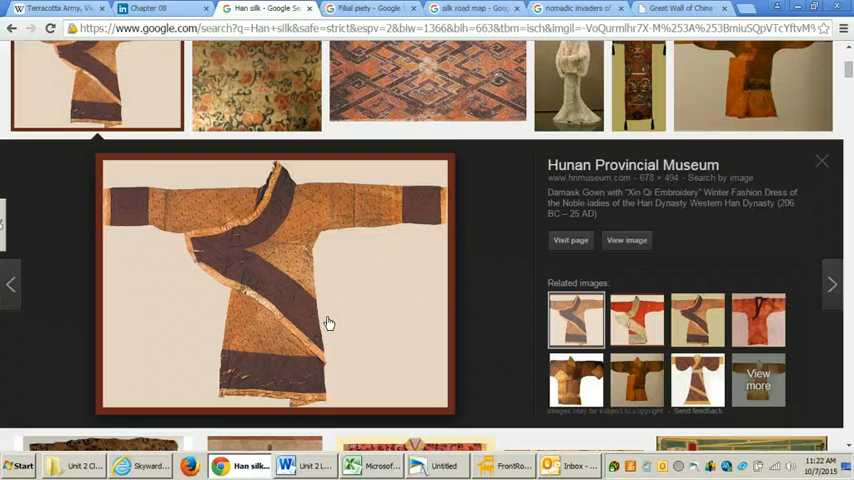 Terracotta Army, Vi
Chapter 08
Han silk - Google Se
Filial piety - Google
silk road map - Goog
nomadic invaders of
Great Wall of China -
https://www.google.com/search?q=Han+silk&safe=strict&espv=2&biw=1366&bih=663&tbm=isch&imgil=-VoQurmlhr7X-M%253A%253BmiuSQVTcYftvM
Hunan Provincial Museum
www.hnmuseum.com - 678 × 494 - Search by image
Damask Gown with "Xin Qi Embroidery" Winter Fashion Dress of
the Noble ladies of the Han Dynasty Western Han Dynasty (206
BC – 25 AD)
Visit page
View image
Related images:
View
more
Images may be subject to copyright. - Send feedback
Start
Unit 2 Cl...
Skyward...
Han silk...
Unit 2 L...
Microsof...
Untitled
FrontRo...
Inbox - ...
11:22 AM
10/7/2015